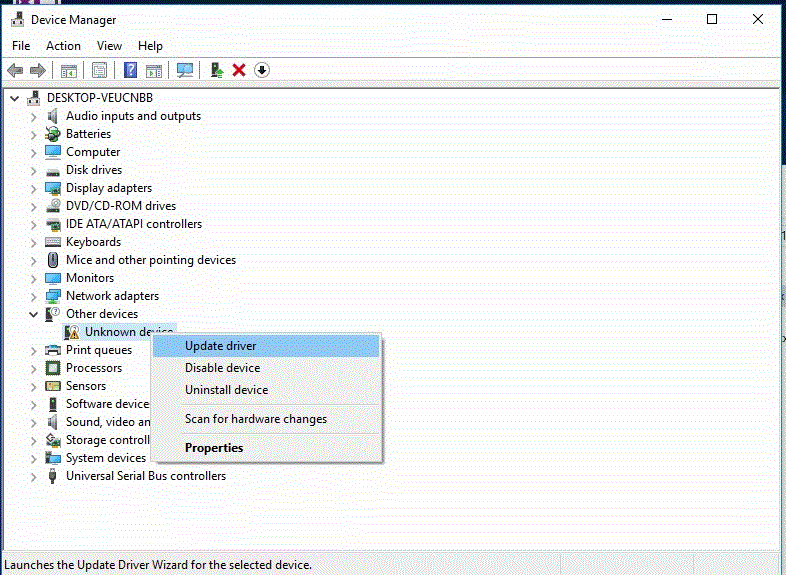 Device Manager
File Action View Help
DESKTOP-VEUCNBB
Audio inputs and outputs
Batteries
Computer
Disk drives
Display adapters
DVD/CD-ROM drives
IDE ATA/ATAPI controllers
Keyboards
Mice and other pointing devices
Monitors
Network adapters
Other devices
Unknown device
Update driver
Print queues
Disable device
Processors
Sensors
Uninstall device
Software device
Scan for hardware changes
Sound, video an
Storage controll
Properties
System devices
Universal Serial Bus controllers
Launches the Update Driver Wizard for the selected device.